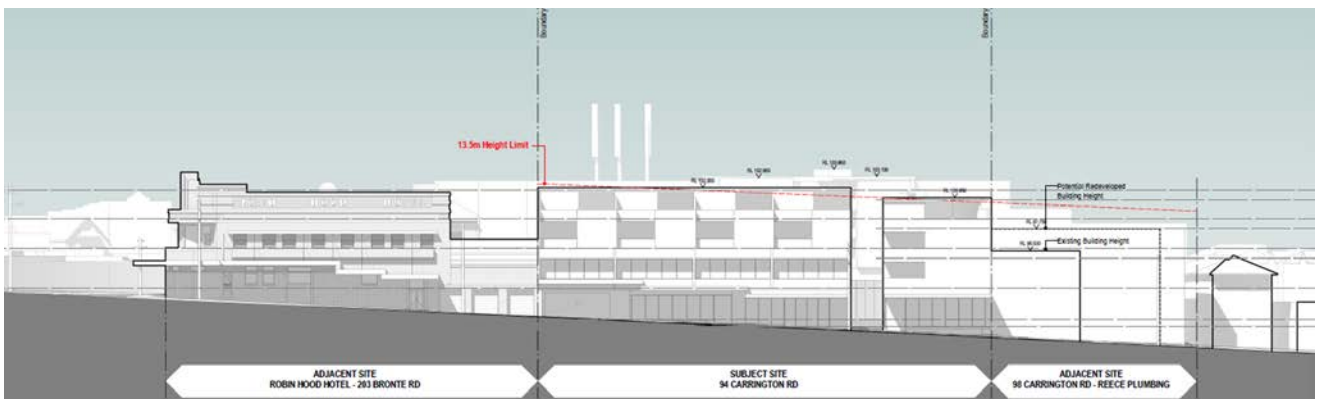 Boundary
Boundary
13.5m Height Limit
Potential Redeveloped
Building Height
Existing Building Height
ADJACENT SITE
ROBIN HOOD HOTEL - 203 BRONTE RD
SUBJECT SITE
94 CARRINGTON RD
ADJACENT SITE
98 CARRINGTON RD - REECE PLUMBING